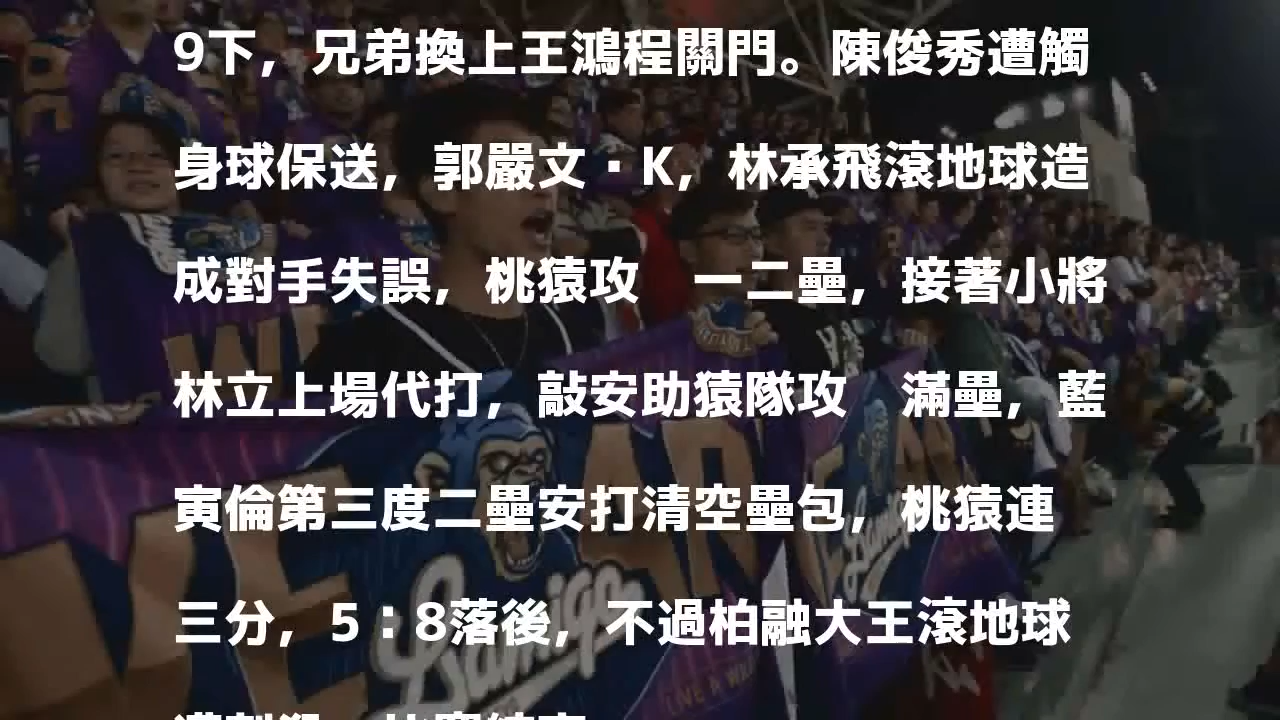 9下，兄弟換上王鴻程關門。陳俊秀遭觸
身球保送，郭嚴文‧K，林承飛滾地球造
成對手失誤，桃猿攻　一二壘，接著小將
林立上場代打，敲安助猿隊攻　滿壘，藍
寅倫第三度二壘安打清空壘包，桃猿連
三分，5：8落後，不過柏融大王滾地球
Lamigo
LIVE A WILD